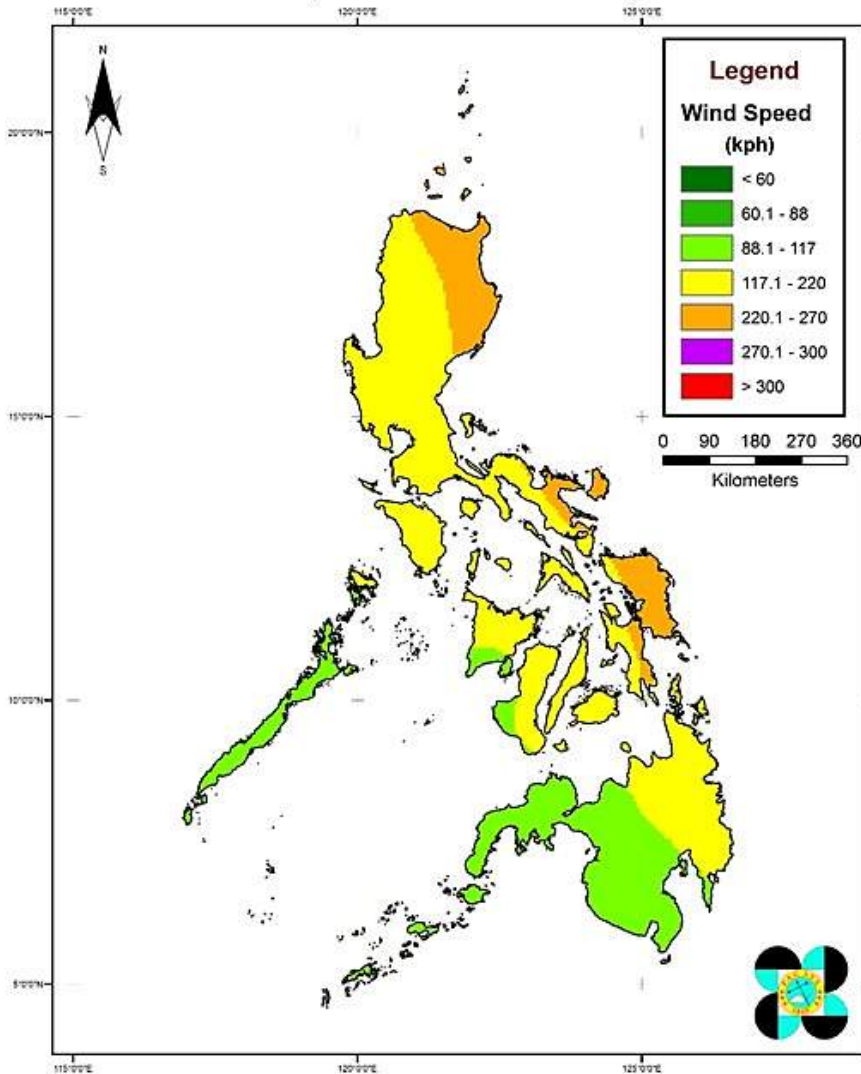 115°0'0"E 120°0'0"E 125°0'0"E
N
S
Legend
Wind Speed
(kph)
< 60
60.1 - 88
88.1 - 117
117.1 - 220
220.1 - 270
270.1 - 300
> 300
0 90 180 270 360
Kilometers
20°0'0"N
15°0'0"N
10°0'0"N
5°0'0"N
115°0'0"E 120°0'0"E 125°0'0"E